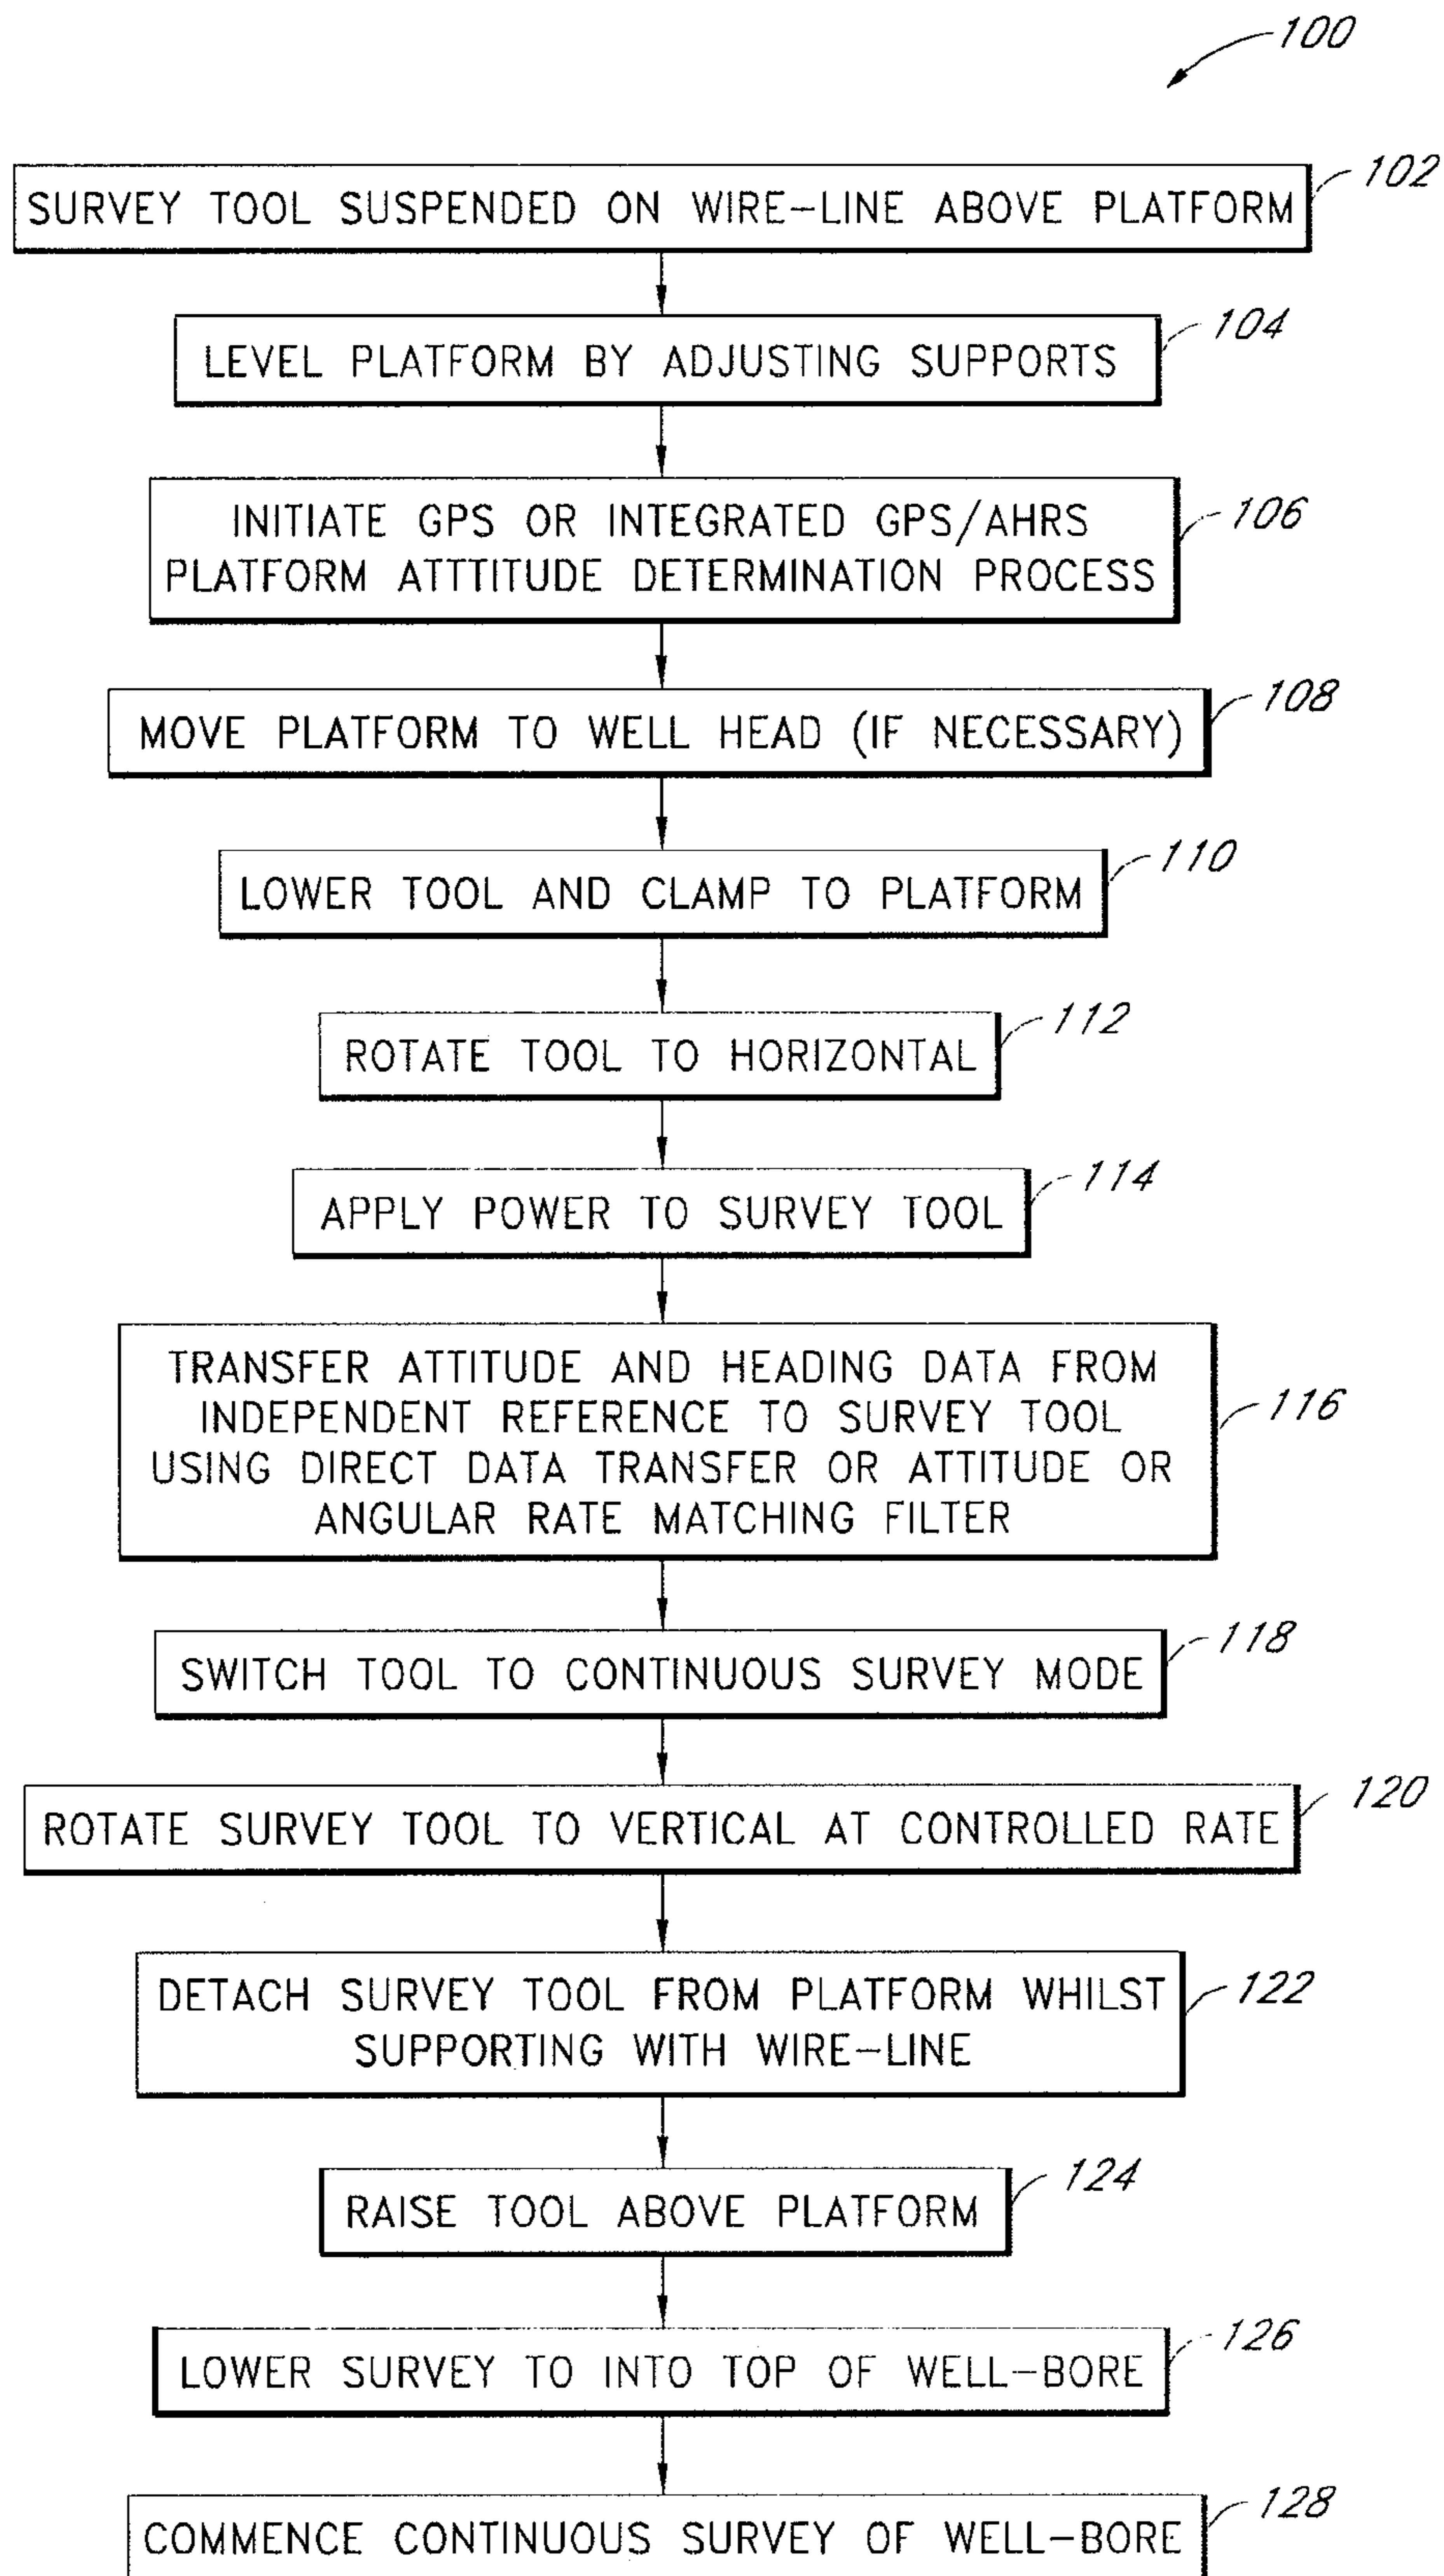 100
SURVEY TOOL SUSPENDED ON WIRE-LINE ABOVE PLATFORM
102
LEVEL PLATFORM BY ADJUSTING SUPPORTS
104
INITIATE GPS OR INTEGRATED GPS/AHRS
PLATFORM ATTTITUDE DETERMINATION PROCESS
106
MOVE PLATFORM TO WELL HEAD (IF NECESSARY)
108
LOWER TOOL AND CLAMP TO PLATFORM
110
ROTATE TOOL TO HORIZONTAL
112
APPLY POWER TO SURVEY TOOL
114
TRANSFER ATTITUDE AND HEADING DATA FROM
INDEPENDENT REFERENCE TO SURVEY TOOL
USING DIRECT DATA TRANSFER OR ATTITUDE OR
ANGULAR RATE MATCHING FILTER
116
SWITCH TOOL TO CONTINUOUS SURVEY MODE
118
ROTATE SURVEY TOOL TO VERTICAL AT CONTROLLED RATE
120
DETACH SURVEY TOOL FROM PLATFORM WHILST
SUPPORTING WITH WIRE-LINE
122
RAISE TOOL ABOVE PLATFORM
124
LOWER SURVEY TO INTO TOP OF WELL-BORE
126
COMMENCE CONTINUOUS SURVEY OF WELL-BORE
128